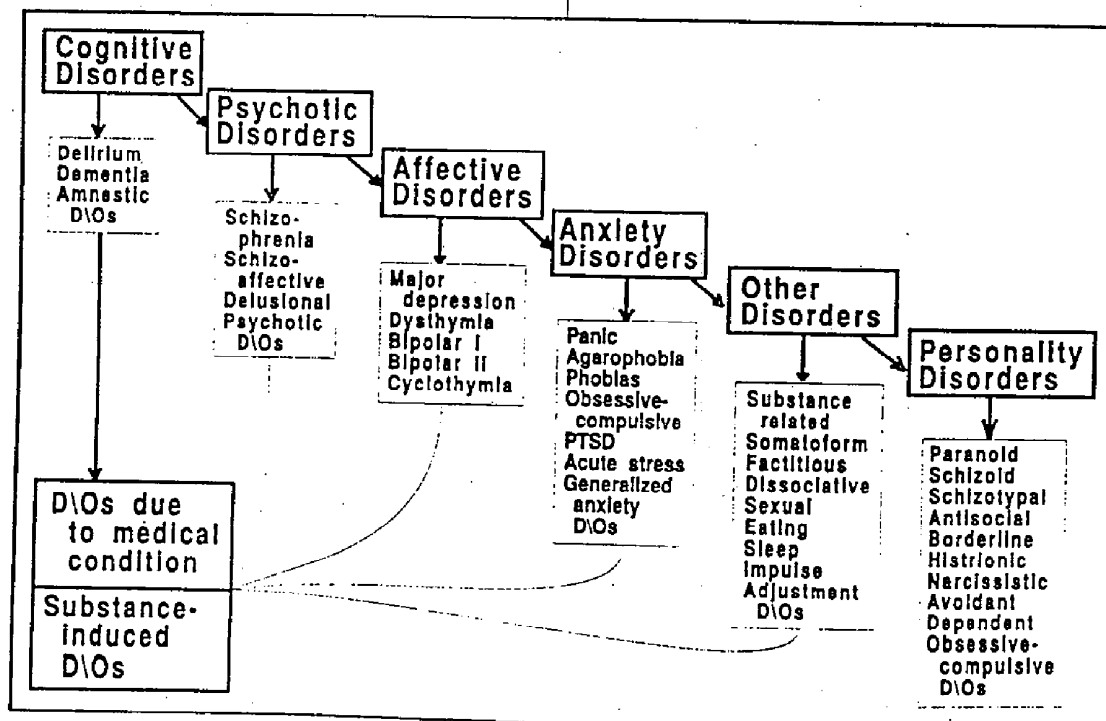 Cognitive
Disorders
Delirium
Dementia
Amnestic
D\Os
D\Os due
to medical
condition
Substance-
induced
D\Os
Psychotic
Disorders
Schizo-
phrenia
Schizo-
affective
Delusional
Psychotic
D\Os
Affective
Disorders
Major
depression
Dysthymia
Bipolar I
Bipolar II
Cyclothymia
Anxiety
Disorders
Panic
Agarophobia
Phobias
Obsessive-
compulsive
PTSD
Acute stress
Generalized
anxiety
D\Os
Other
Disorders
Substance
related
Somatoform
Factitious
Dissociative
Sexual
Eating
Sleep
Impulse
Adjustment
D\Os
Personality
Disorders
Paranoid
Schizoid
Schizotypal
Antisocial
Borderline
Histrionic
Narcissistic
Avoidant
Dependent
Obsessive-
compulsive
D\Os